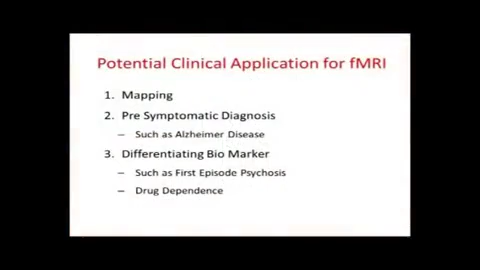 Potential Clinical Application for fMRI
1. Mapping
2. Pre Symptomatic Diagnosis
– Such as Alzheimer Disease
3. Differentiating Bio Marker
– Such as First Episode Psychosis
– Drug Dependence